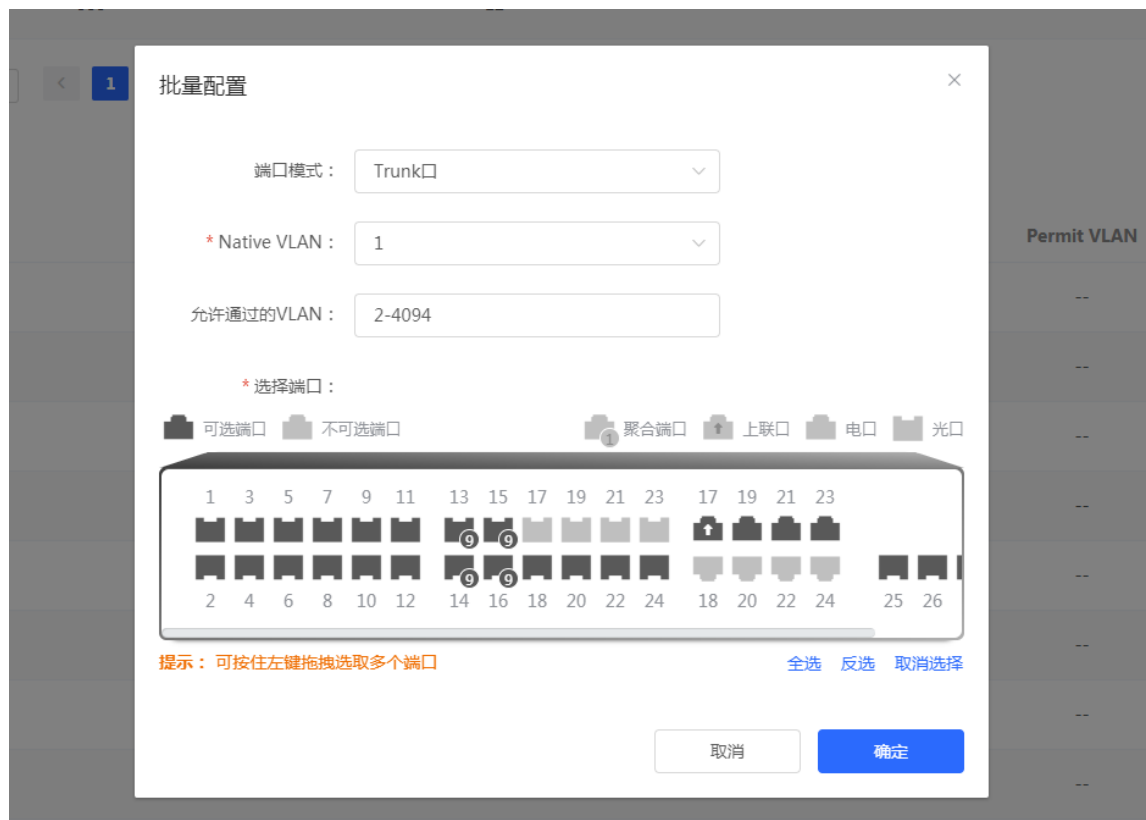 1
批量配置
端口模式： Trunk口
* Native VLAN： 1
Permit VLAN
--
允许通过的VLAN： 2-4094
--
* 选择端口：
可选端口 不可选端口 1 聚合端口 上联口 电口 光口
--
1 3 5 7 9 11 13 15 17 19 21 23 17 19 21 23
--
9 9
9 9
--
2 4 6 8 10 12 14 16 18 20 22 24 18 20 22 24 25 26
--
提示： 可按住左键拖拽选取多个端口 全选 反选 取消选择
--
取消 确定
--